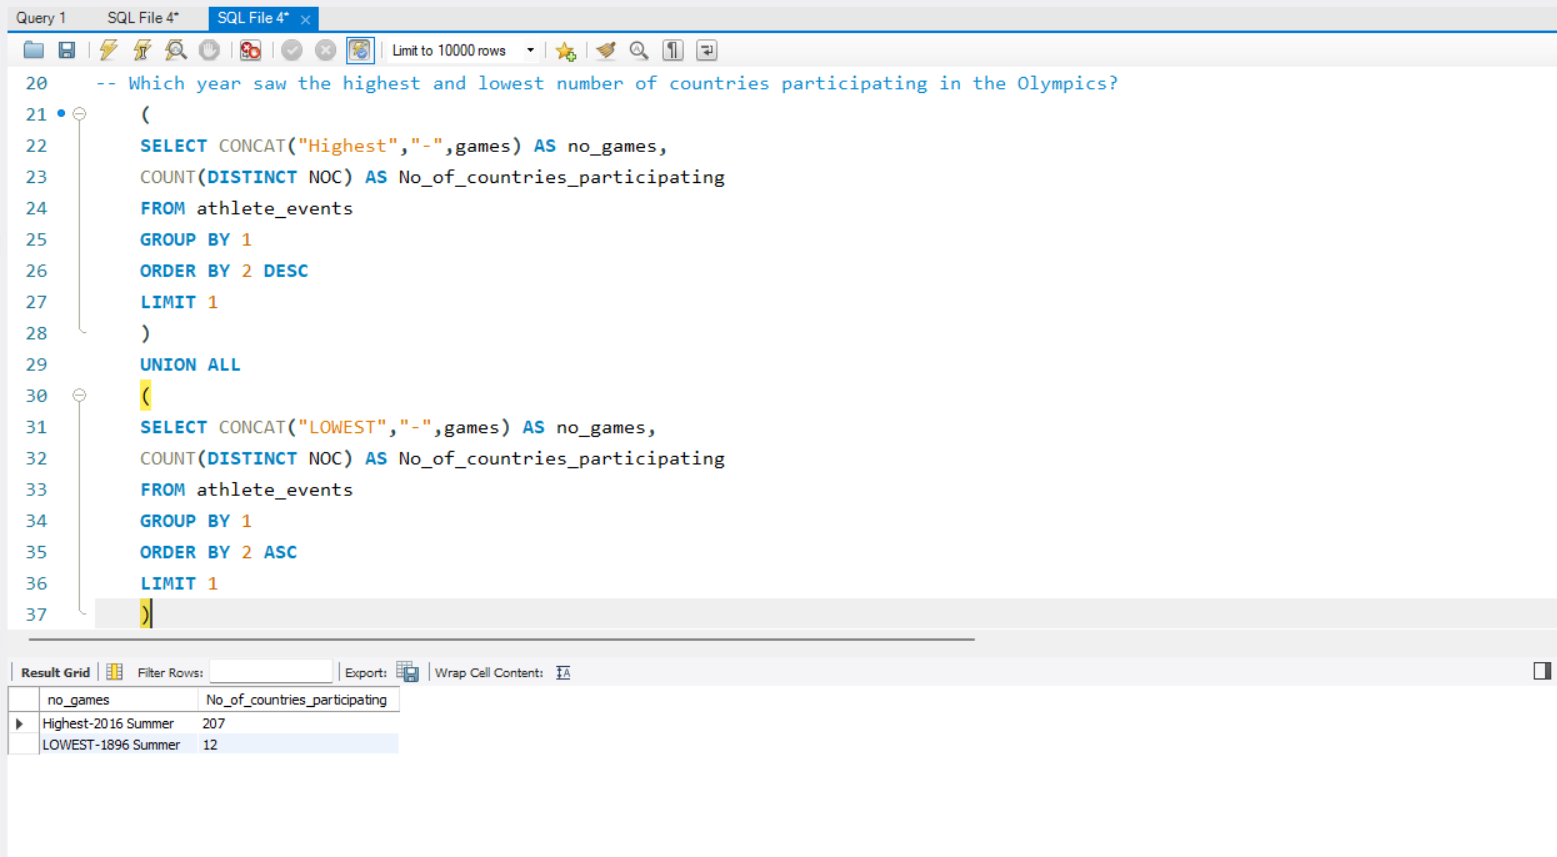 Query 1 SQL File 4* SQL File 4* ×
Limit to 10000 rows
20 -- Which year saw the highest and lowest number of countries participating in the Olympics?
21 (
22 SELECT CONCAT("Highest","-",games) AS no_games,
23 COUNT(DISTINCT NOC) AS No_of_countries_participating
24 FROM athlete_events
25 GROUP BY 1
26 ORDER BY 2 DESC
27 LIMIT 1
28 )
29 UNION ALL
30 (
31 SELECT CONCAT("LOWEST","-",games) AS no_games,
32 COUNT(DISTINCT NOC) AS No_of_countries_participating
33 FROM athlete_events
34 GROUP BY 1
35 ORDER BY 2 ASC
36 LIMIT 1
37 )
Result Grid Filter Rows: Export: Wrap Cell Content:
no_games No_of_countries_participating
Highest-2016 Summer 207
LOWEST-1896 Summer 12